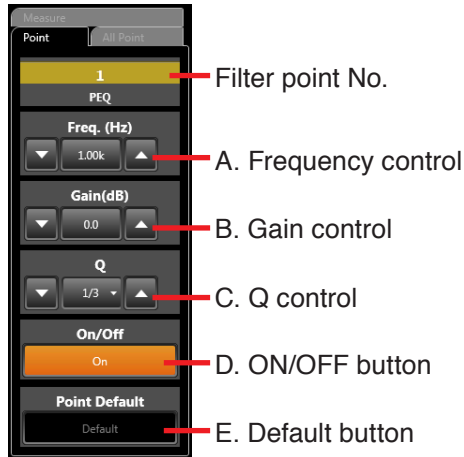 Measure
Point
All Point
1
Filter point No.
PEQ
Freq. (Hz)
1.00k
A. Frequency control
Gain(dB)
0.0
B. Gain control
Q
1/3
C. Q control
On/Off
On
D. ON/OFF button
Point Default
Default
E. Default button